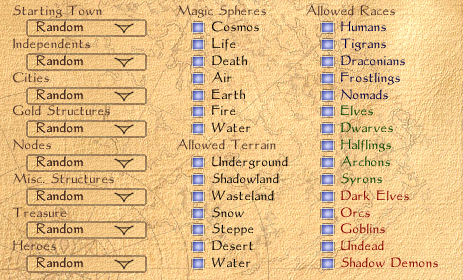 Starting Town
Random
Independents
Random
Cities
Random
Gold Structures
Random
Nodes
Random
Misc. Structures
Random
Treasure
Random
Heroes
Random
Magic Spheres
Cosmos
Life
Death
Air
Earth
Fire
Water
Allowed Terrain
Underground
Shadowland
Wasteland
Snow
Steppe
Desert
Water
Allowed Races
Humans
Tigrans
Draconians
Frostlings
Nomads
Elves
Dwarves
Halflings
Archons
Syrons
Dark Elves
Orcs
Goblins
Undead
Shadow Demons